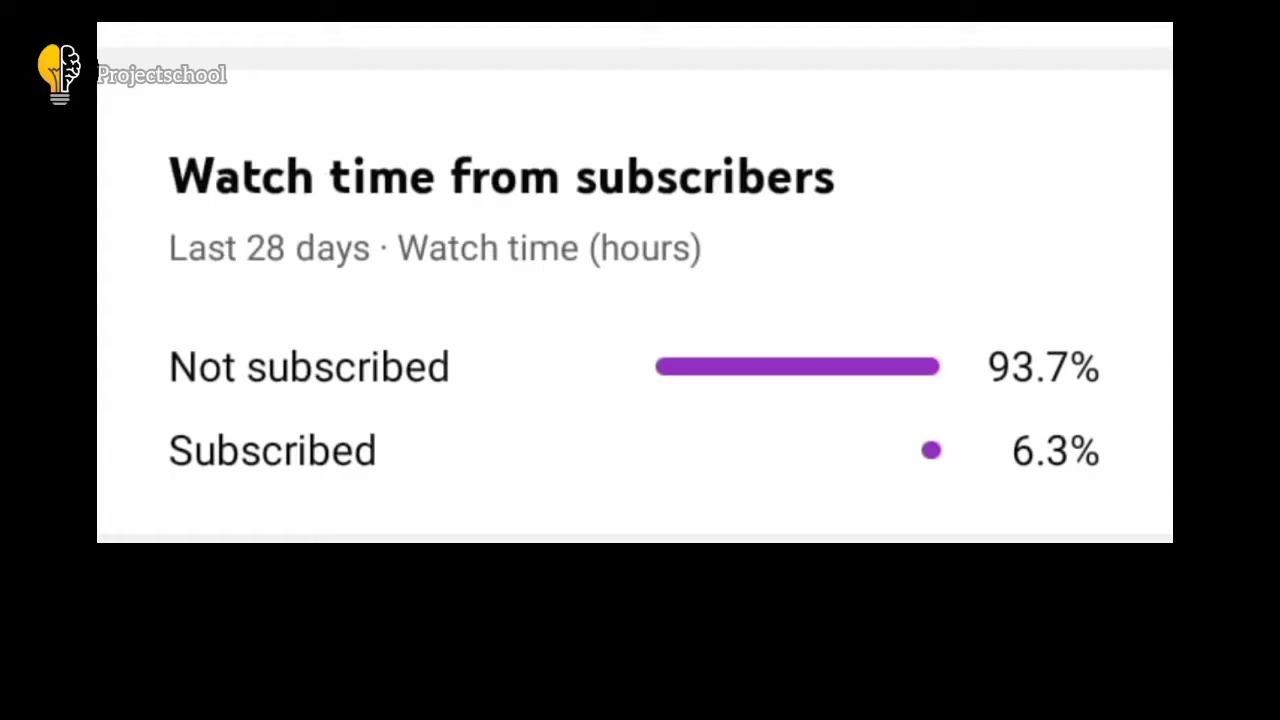 Projectschool
Watch time from subscribers
Last 28 days · Watch time (hours)
Not subscribed 93.7%
Subscribed 6.3%